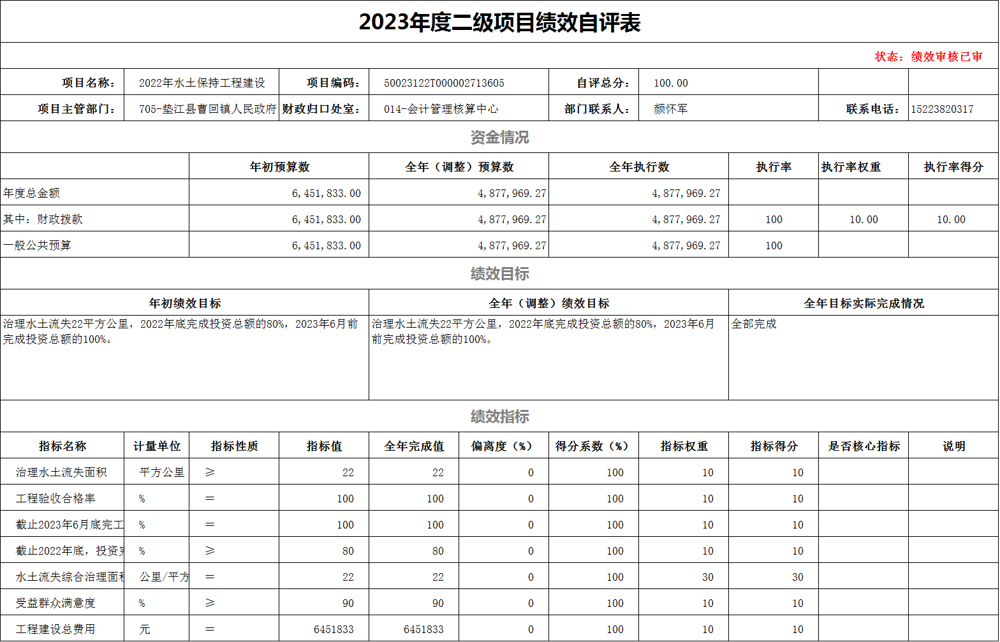 2023年度二级项目绩效自评表
状态：绩效审核已审
项目名称： 2022年水土保持工程建设 项目编码： 50023122T000002713605 自评总分： 100.00
项目主管部门： 705-垫江县曹回镇人民政府 财政归口处室： 014-会计管理核算中心 部门联系人： 颜怀军 联系电话： 15223820317
资金情况
年初预算数 全年（调整）预算数 全年执行数 执行率 执行率权重 执行率得分
年度总金额 6,451,833.00 4,877,969.27 4,877,969.27
其中：财政拨款 6,451,833.00 4,877,969.27 4,877,969.27 100 10.00 10.00
一般公共预算 6,451,833.00 4,877,969.27 4,877,969.27 100
绩效目标
年初绩效目标 全年（调整）绩效目标 全年目标实际完成情况
治理水土流失22平方公里，2022年底完成投资总额的80%，2023年6月前 治理水土流失22平方公里，2022年底完成投资总额的80%，2023年6月 全部完成
完成投资总额的100%。 前完成投资总额的100%。
绩效指标
指标名称 计量单位 指标性质 指标值 全年完成值 偏离度（%） 得分系数（%） 指标权重 指标得分 是否核心指标 说明
治理水土流失面积 平方公里 ≥ 22 22 0 100 10 10
工程验收合格率 % ＝ 100 100 0 100 10 10
截止2023年6月底完工 % ＝ 100 100 0 100 10 10
截止2022年底，投资完 % ≥ 80 80 0 100 10 10
水土流失综合治理面积 公里/平方 ＝ 22 22 0 100 30 30
受益群众满意度 % ≥ 90 90 0 100 10 10
工程建设总费用 元 ＝ 6451833 6451833 0 100 10 10